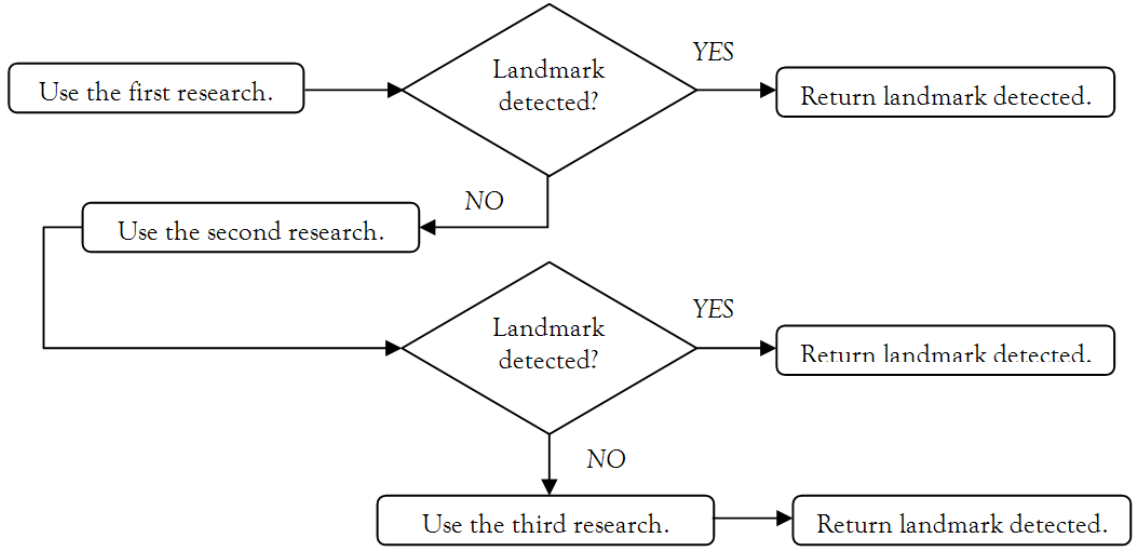 Use the first research.
Landmark
detected?
YES
Return landmark detected.
NO
Use the second research.
Landmark
detected?
YES
Return landmark detected.
NO
Use the third research.
Return landmark detected.